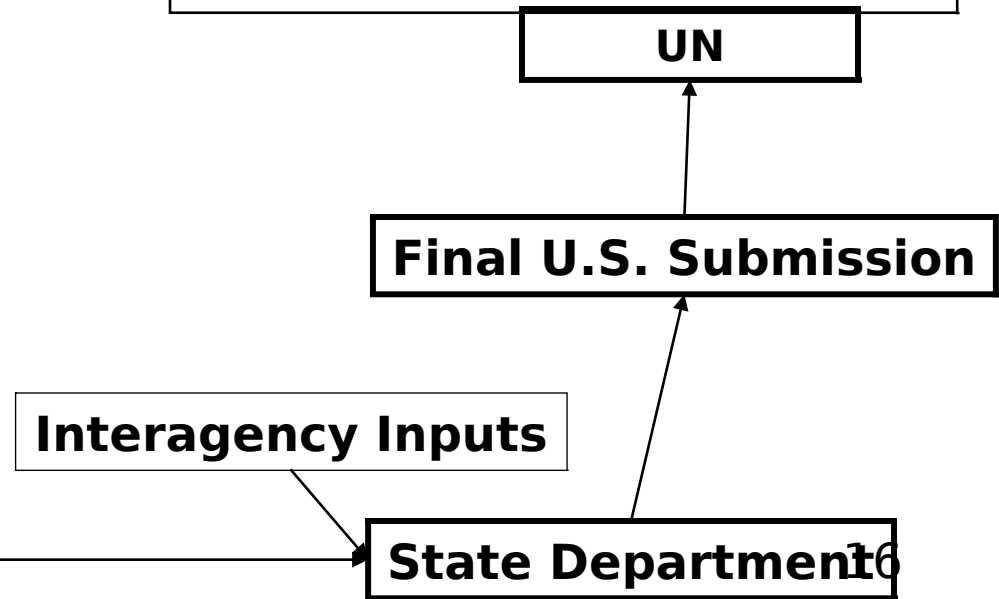 UN
Final U.S. Submission
Interagency Inputs
State Department
16